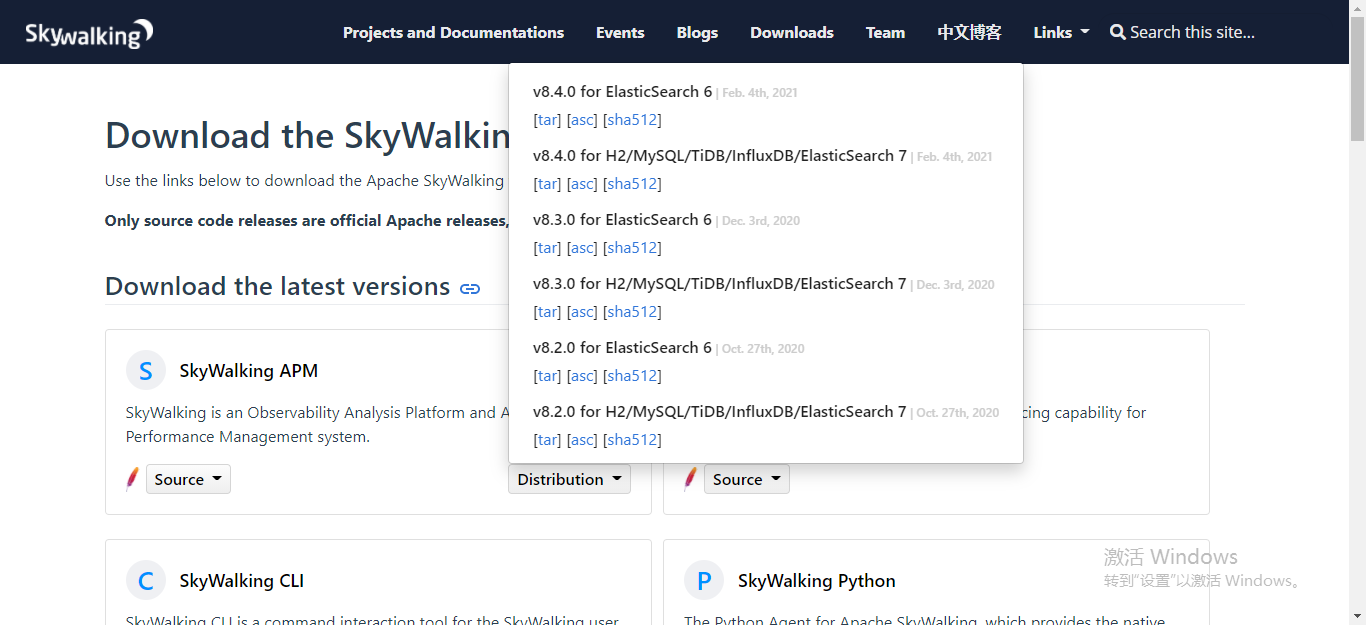 Skywalking
Projects and Documentations Events Blogs Downloads Team 中文博客 Links Search this site...
v8.4.0 for ElasticSearch 6 | Feb. 4th, 2021
[tar] [asc] [sha512]
v8.4.0 for H2/MySQL/TiDB/InfluxDB/ElasticSearch 7 | Feb. 4th, 2021
[tar] [asc] [sha512]
v8.3.0 for ElasticSearch 6 | Dec. 3rd, 2020
[tar] [asc] [sha512]
v8.3.0 for H2/MySQL/TiDB/InfluxDB/ElasticSearch 7 | Dec. 3rd, 2020
[tar] [asc] [sha512]
v8.2.0 for ElasticSearch 6 | Oct. 27th, 2020
[tar] [asc] [sha512]
v8.2.0 for H2/MySQL/TiDB/InfluxDB/ElasticSearch 7 | Oct. 27th, 2020
[tar] [asc] [sha512]
Download the SkyWalkin
Use the links below to download the Apache SkyWalking
Only source code releases are official Apache releases,
Download the latest versions
S SkyWalking APM
SkyWalking is an Observability Analysis Platform and A
Performance Management system.
Source Distribution
cing capability for
Source
C SkyWalking CLI
SkyWalking CLI is a command interaction tool for the SkyWalking user
P SkyWalking Python
The Python Agent for Apache SkyWalking, which provides the native
激活 Windows
转到"设置"以激活 Windows。